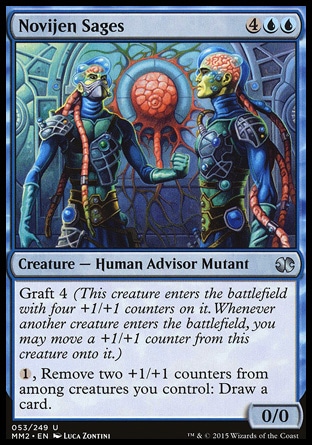 Novijen Sages 4
Creature — Human Advisor Mutant
Graft 4 (This creature enters the battlefield
with four +1/+1 counters on it. Whenever
another creature enters the battlefield, you
may move a +1/+1 counter from this
creature onto it.)
1, Remove two +1/+1 counters from
among creatures you control: Draw a
card.
0/0
053/249 U
MM2 • EN Luca Zontini ™ & © 2015 Wizards of the Coast